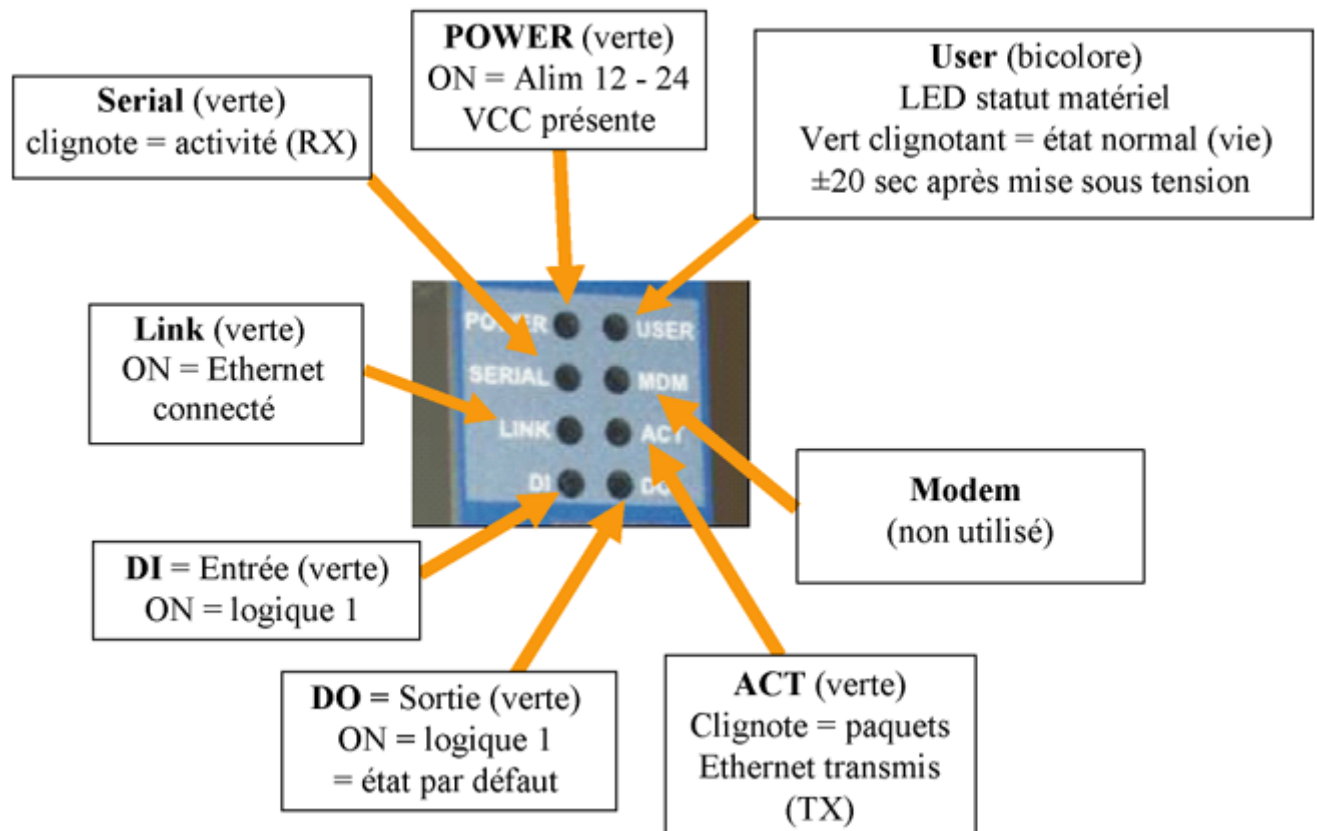 POWER (verte)
ON = Alim 12 - 24
VCC présente
User (bicolore)
LED statut matériel
Vert clignotant = état normal (vie)
±20 sec après mise sous tension
Serial (verte)
clignote = activité (RX)
Link (verte)
ON = Ethernet
connecté
POWER USER
SERIAL MDM
LINK ACT
DI DO
Modem
(non utilisé)
DI = Entrée (verte)
ON = logique 1
DO = Sortie (verte)
ON = logique 1
= état par défaut
ACT (verte)
Clignote = paquets
Ethernet transmis
(TX)